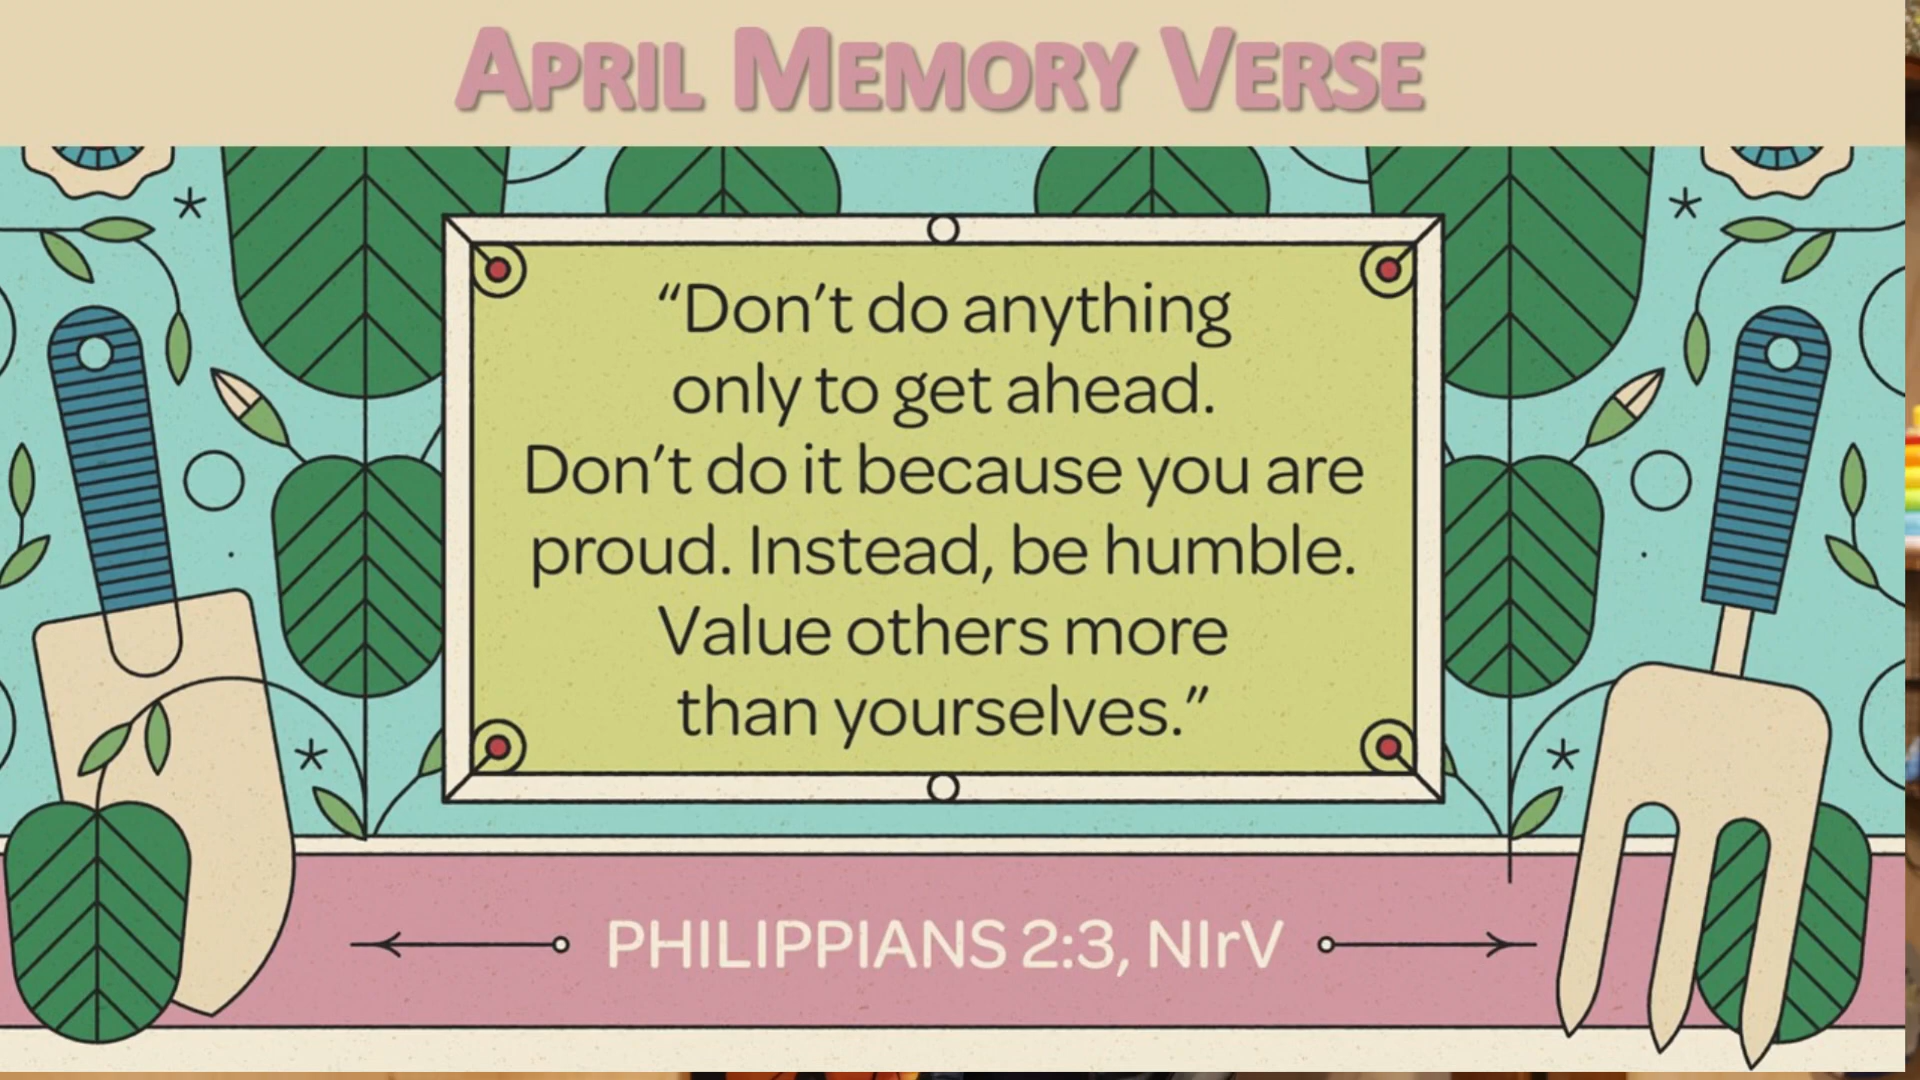 APRIL MEMORY VERSE
“Don’t do anything
only to get ahead.
Don’t do it because you are
proud. Instead, be humble.
Value others more
than yourselves.”
PHILIPPIANS 2:3, NIrV